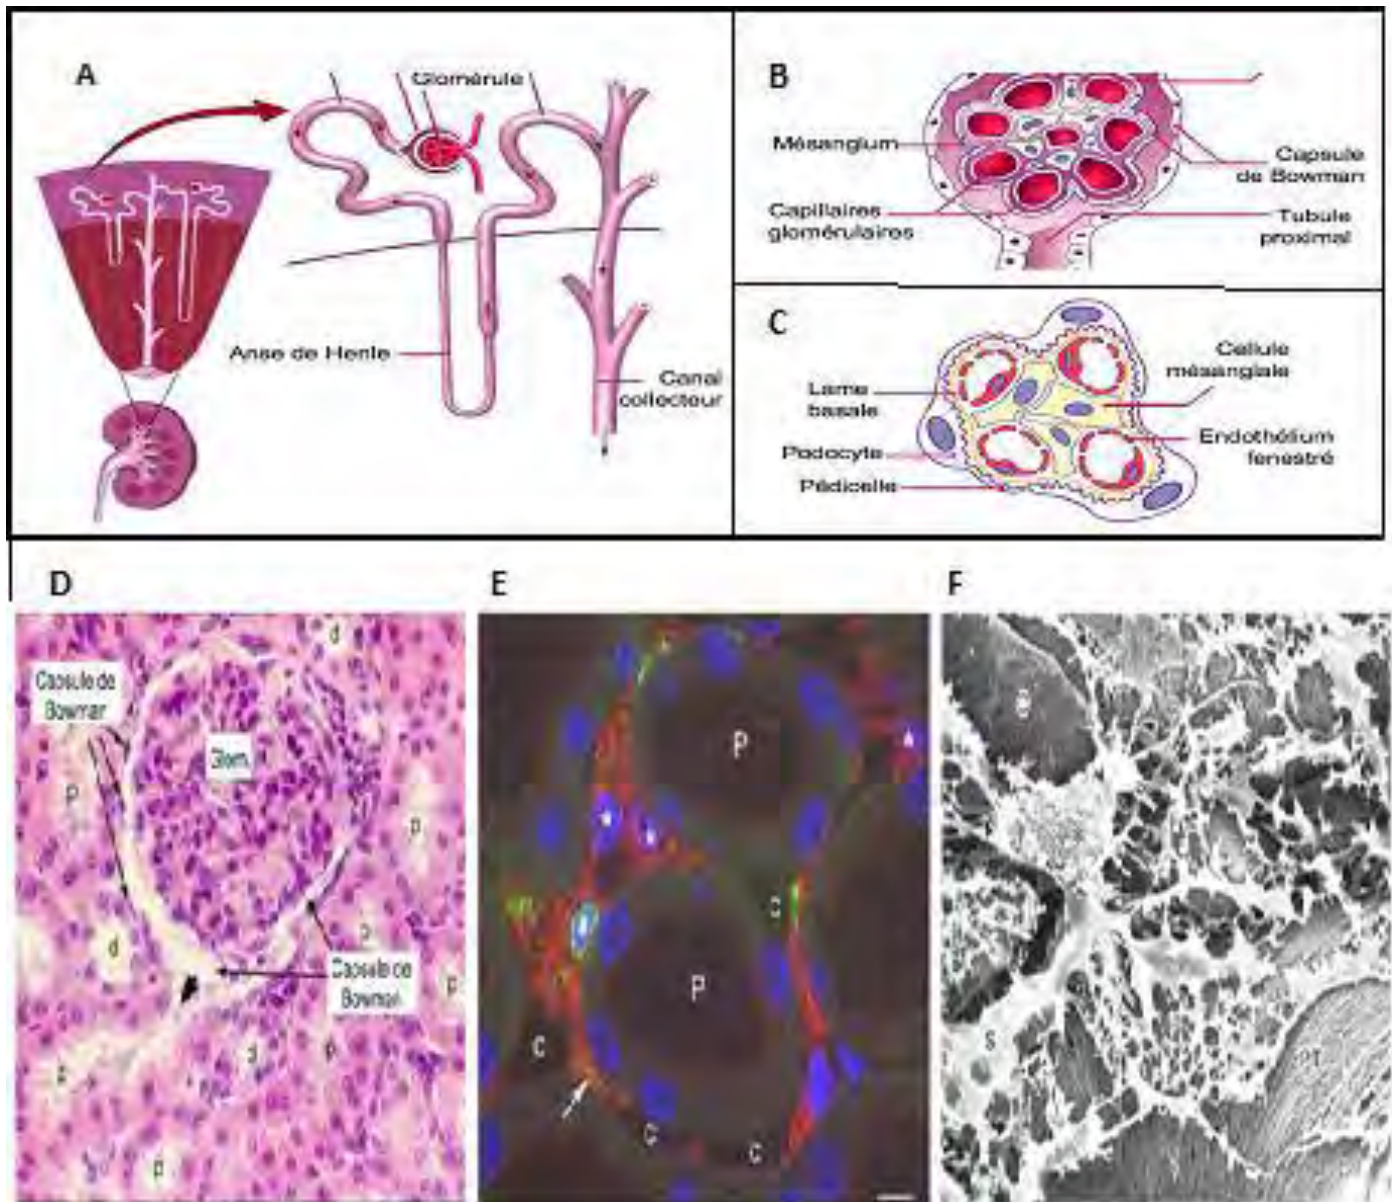 A
Glomérule
Anse de Henle
Canal
collecteur
B
Mésangium
Capillaires
glomérulaires
Capsule
de Bowman
Tubule
proximal
C
Lame
basale
Podocyte
Pédicelle
Cellule
mésangiale
Endothélium
fenestré
D
d
Capsule de
Bowman
Glom.
P
p
d
p
Capsule de
Bowman
p
p
E
P
P
C
C
C
C
F
S
PT